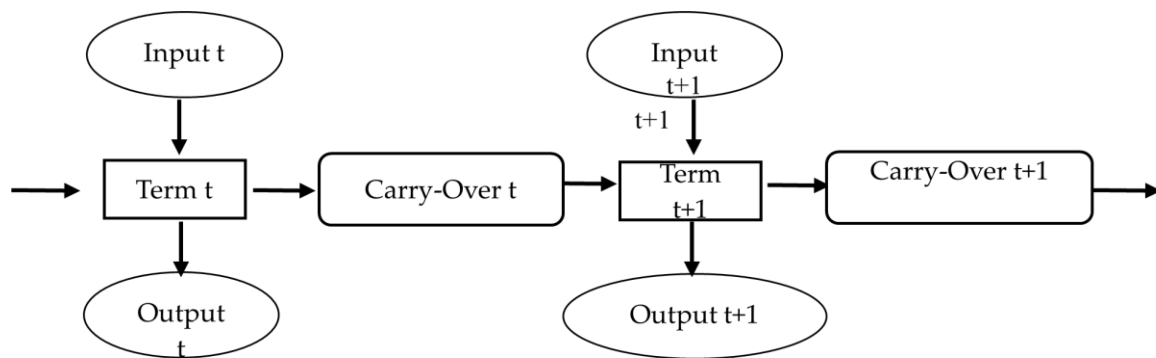 Input t
Input
t+1
t+1
Term t
Carry-Over t
Term
t+1
Carry-Over t+1
Output
t
Output t+1